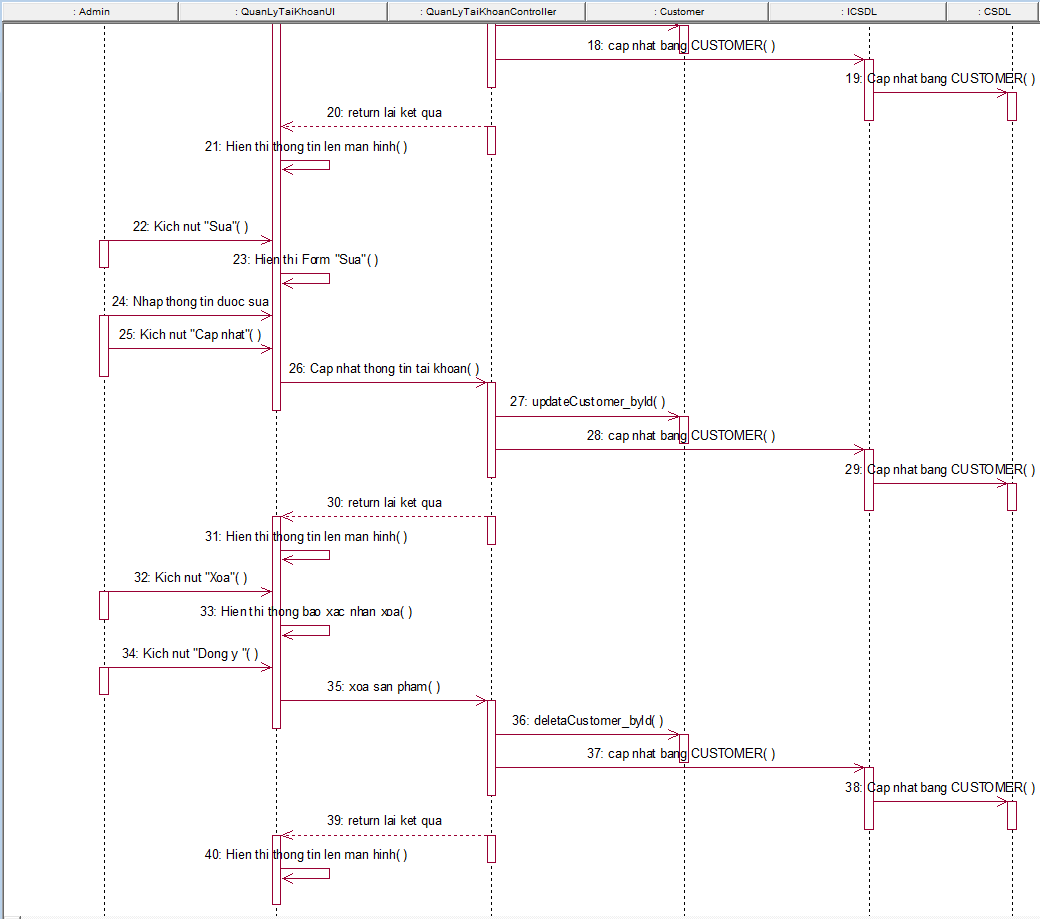 : Admin
: QuanLyTaiKhoanUI
: QuanLyTaiKhoanController
: Customer
: ICSDL
: CSDL
18: cap nhat bang CUSTOMER( )
19: Cap nhat bang CUSTOMER( )
20: return lai ket qua
21: Hien thi thong tin len man hinh( )
22: Kich nut "Sua"( )
23: Hien thi Form "Sua"( )
24: Nhap thong tin duoc sua
25: Kich nut "Cap nhat"( )
26: Cap nhat thong tin tai khoan( )
27: updateCustomer_byId( )
28: cap nhat bang CUSTOMER( )
29: Cap nhat bang CUSTOMER( )
30: return lai ket qua
31: Hien thi thong tin len man hinh( )
32: Kich nut "Xoa"( )
33: Hien thi thong bao xac nhan xoa( )
34: Kich nut "Dong y "( )
35: xoa san pham( )
36: deletaCustomer_byId( )
37: cap nhat bang CUSTOMER( )
38: Cap nhat bang CUSTOMER( )
39: return lai ket qua
40: Hien thi thong tin len man hinh( )